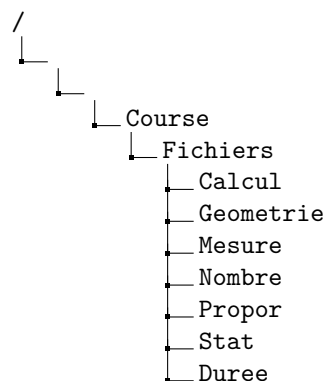 /
Course
Fichiers
Calcul
Geometrie
Mesure
Nombre
Propor
Stat
Duree